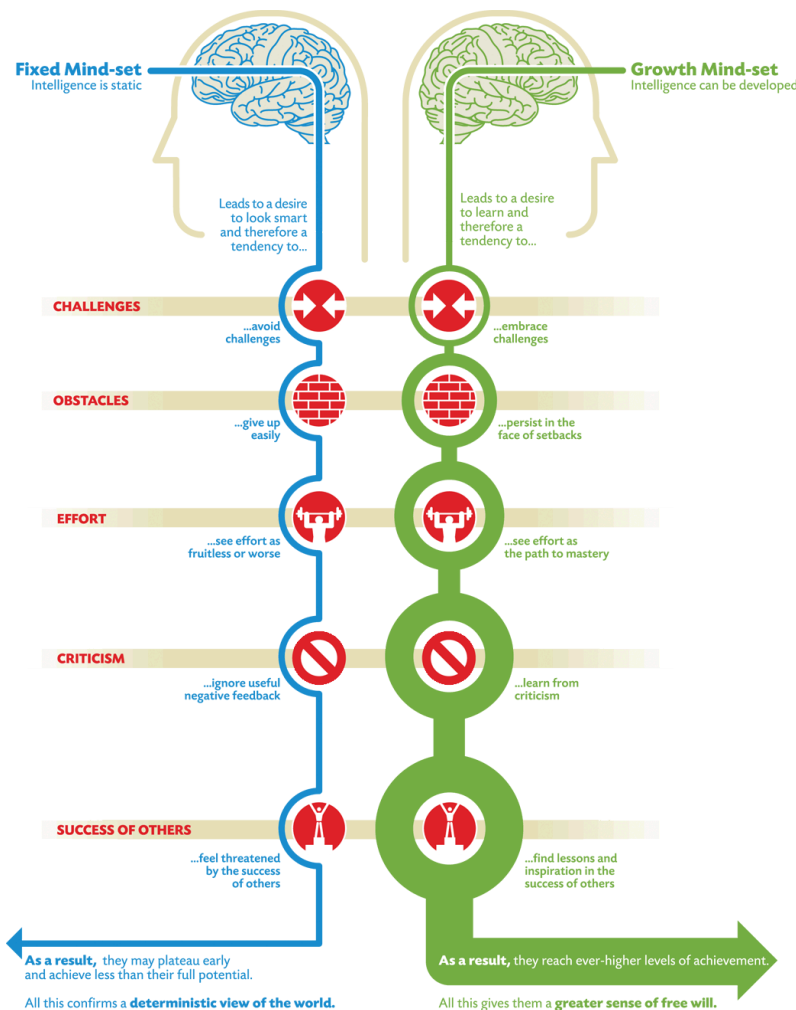 Fixed Mind-set
Intelligence is static
Growth Mind-set
Intelligence can be developed
Leads to a desire
to look smart
and therefore a
tendency to...
Leads to a desire
to learn and
therefore a
tendency to...
CHALLENGES
...avoid
challenges
...embrace
challenges
OBSTACLES
...give up
easily
...persist in the
face of setbacks
EFFORT
...see effort as
fruitless or worse
...see effort as
the path to mastery
CRITICISM
...ignore useful
negative feedback
...learn from
criticism
SUCCESS OF OTHERS
...feel threatened
by the success
of others
...find lessons and
inspiration in the
success of others
As a result, they may plateau early
and achieve less than their full potential.
All this confirms a deterministic view of the world.
As a result, they reach ever-higher levels of achievement.
All this gives them a greater sense of free will.